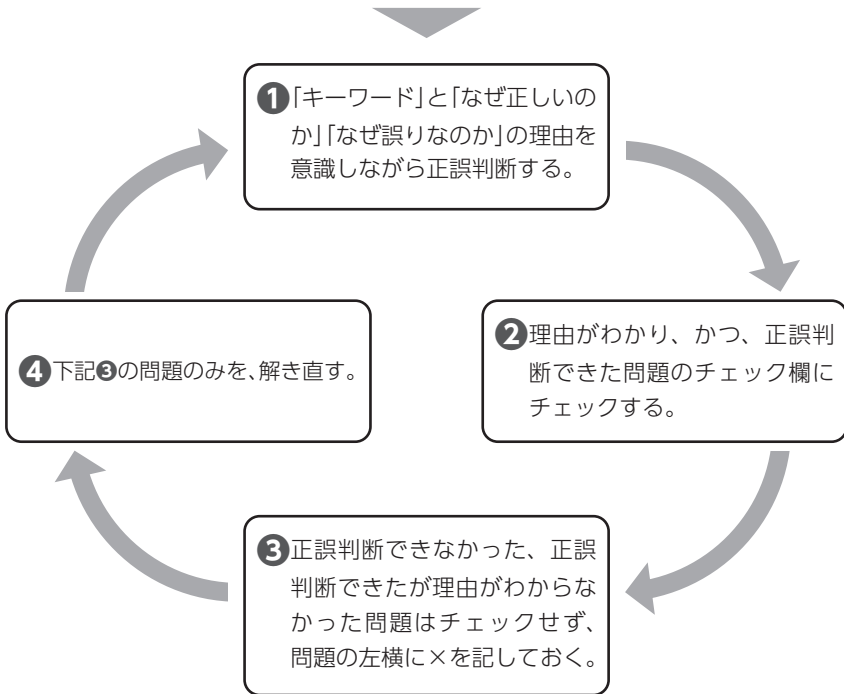 ❶「キーワード」と「なぜ正しいの
か」「なぜ誤りなのか」の理由を
意識しながら正誤判断する。
❷理由がわかり、かつ、正誤判
断できた問題のチェック欄に
チェックする。
❸正誤判断できなかった、正誤
判断できたが理由がわからな
かった問題はチェックせず、
問題の左横に×を記しておく。
❹下記❸の問題のみを、解き直す。